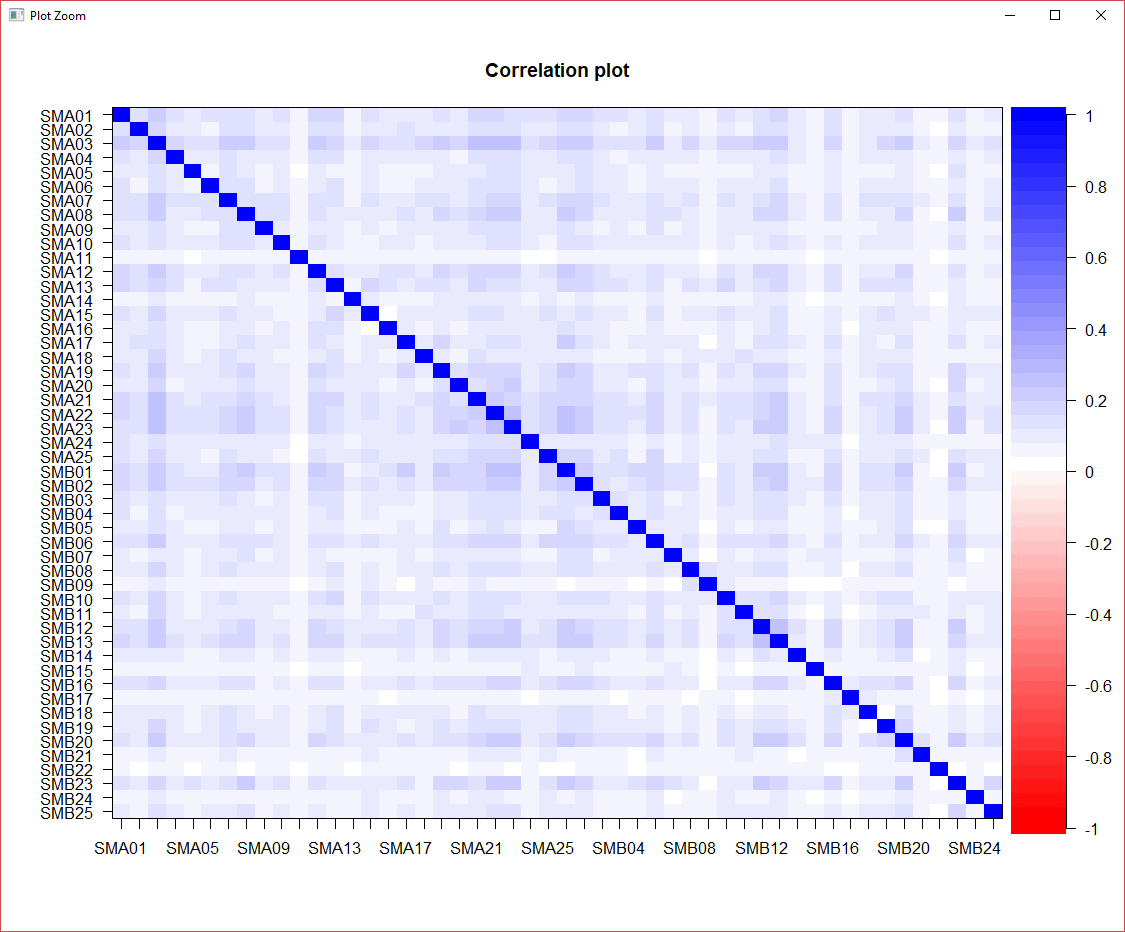 Plot Zoom
Correlation plot
SMA01
SMA02
SMA03
SMA04
SMA05
SMA06
SMA07
SMA08
SMA09
SMA10
SMA11
SMA12
SMA13
SMA14
SMA15
SMA16
SMA17
SMA18
SMA19
SMA20
SMA21
SMA22
SMA23
SMA24
SMA25
SMB01
SMB02
SMB03
SMB04
SMB05
SMB06
SMB07
SMB08
SMB09
SMB10
SMB11
SMB12
SMB13
SMB14
SMB15
SMB16
SMB17
SMB18
SMB19
SMB20
SMB21
SMB22
SMB23
SMB24
SMB25
SMA01 SMA05 SMA09 SMA13 SMA17 SMA21 SMA25 SMB04 SMB08 SMB12 SMB16 SMB20 SMB24
1
0.8
0.6
0.4
0.2
0
-0.2
-0.4
-0.6
-0.8
-1